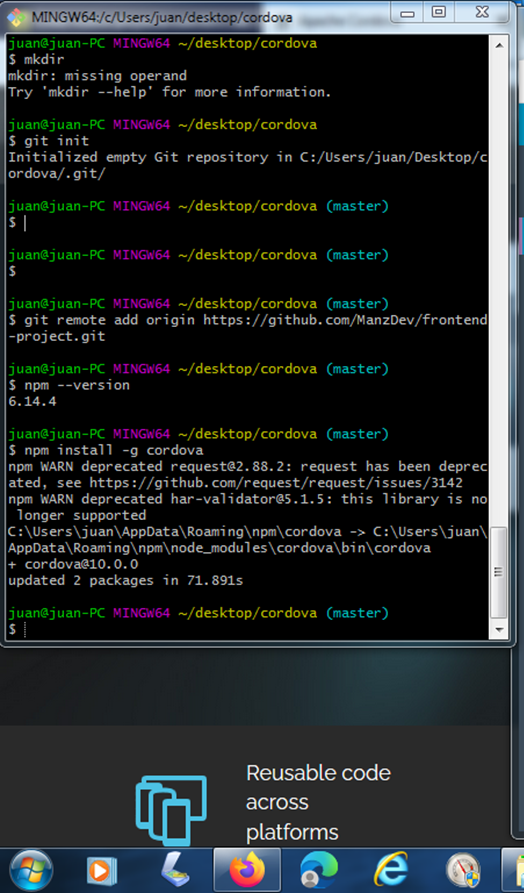 MINGW64:/c/Users/juan/desktop/cordova
juan@juan-PC MINGW64 ~/desktop/cordova
$ mkdir
mkdir: missing operand
Try 'mkdir --help' for more information.
juan@juan-PC MINGW64 ~/desktop/cordova
$ git init
Initialized empty Git repository in C:/Users/juan/Desktop/c
ordova/.git/
juan@juan-PC MINGW64 ~/desktop/cordova (master)
$
juan@juan-PC MINGW64 ~/desktop/cordova (master)
$
juan@juan-PC MINGW64 ~/desktop/cordova (master)
$ git remote add origin https://github.com/ManzDev/frontend
-project.git
juan@juan-PC MINGW64 ~/desktop/cordova (master)
$ npm --version
6.14.4
juan@juan-PC MINGW64 ~/desktop/cordova (master)
$ npm install -g cordova
npm WARN deprecated request@2.88.2: request has been deprec
ated, see https://github.com/request/request/issues/3142
npm WARN deprecated har-validator@5.1.5: this library is no
 longer supported
C:\Users\juan\AppData\Roaming\npm\cordova -> C:\Users\juan\
AppData\Roaming\npm\node_modules\cordova\bin\cordova
+ cordova@10.0.0
updated 2 packages in 71.891s
juan@juan-PC MINGW64 ~/desktop/cordova (master)
$
Reusable code
across
platforms